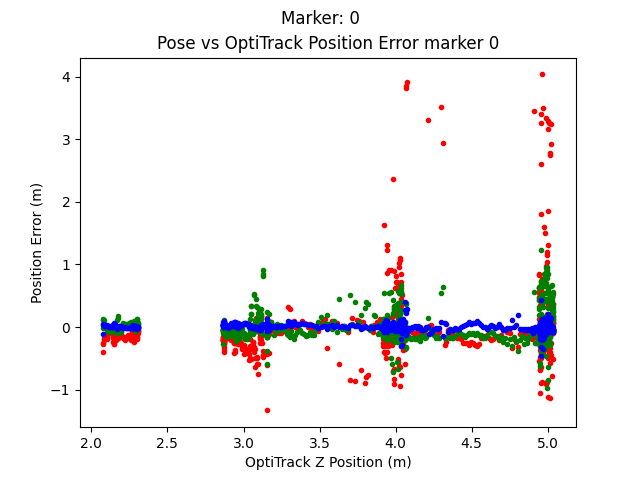 Marker: 0
Pose vs OptiTrack Position Error marker 0
Position Error (m)
4
3
2
1
0
−1
2.0 2.5 3.0 3.5 4.0 4.5 5.0
OptiTrack Z Position (m)